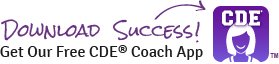 Download Success!
Get Our Free CDE® Coach App
CDE®
TM